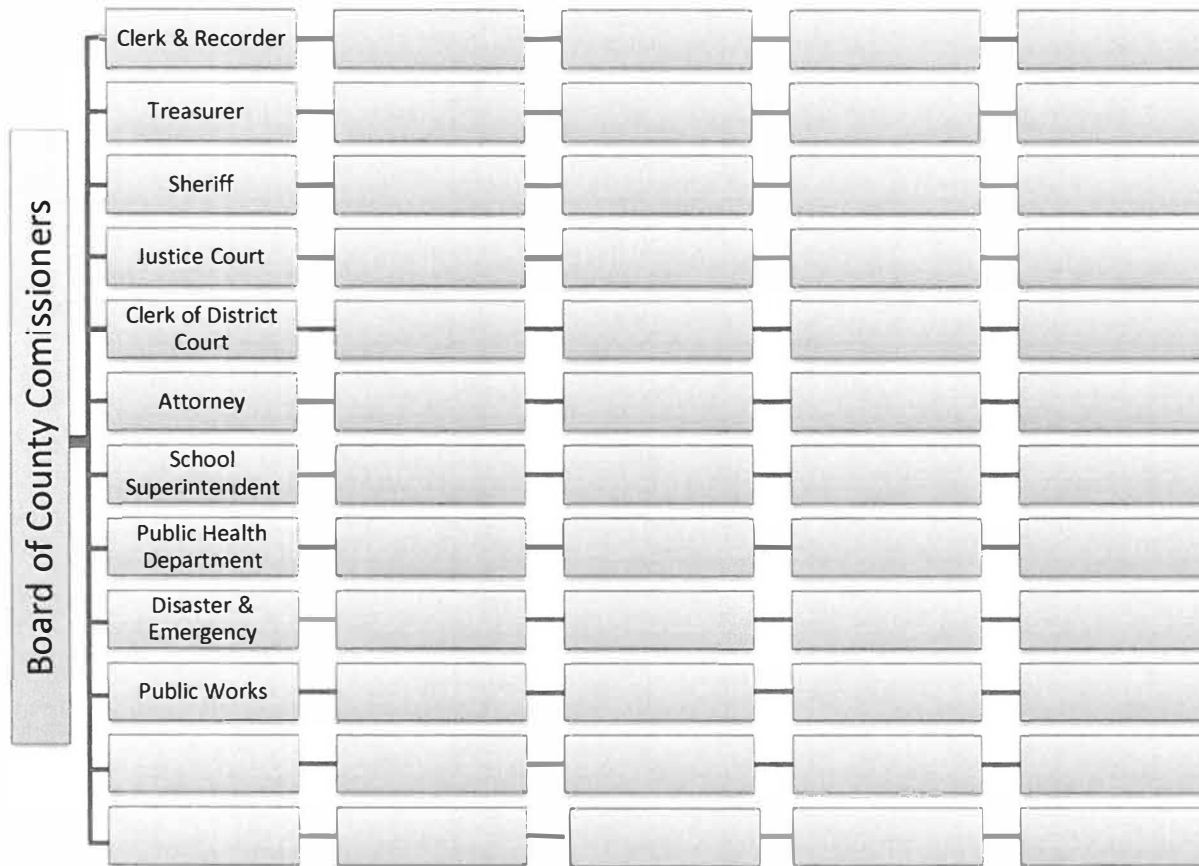 Board of County Comissioners
Clerk & Recorder
Treasurer
Sheriff
Justice Court
Clerk of District
Court
Attorney
School
Superintendent
Public Health
Department
Disaster &
Emergency
Public Works